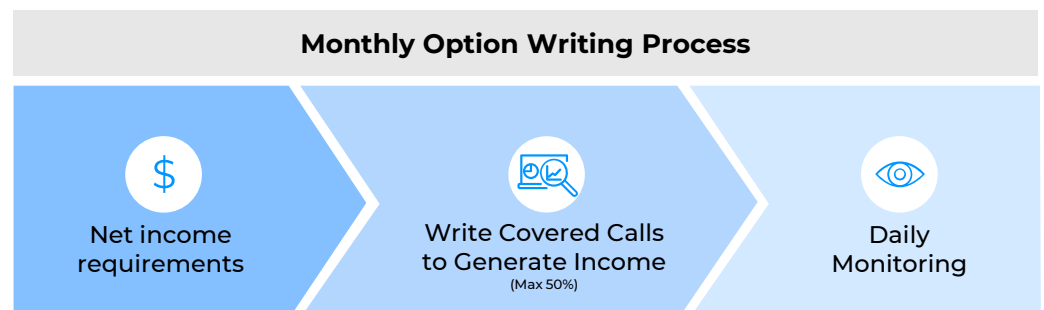 Monthly Option Writing Process
$
Net income
requirements
Write Covered Calls
to Generate Income
(Max 50%)
Daily
Monitoring